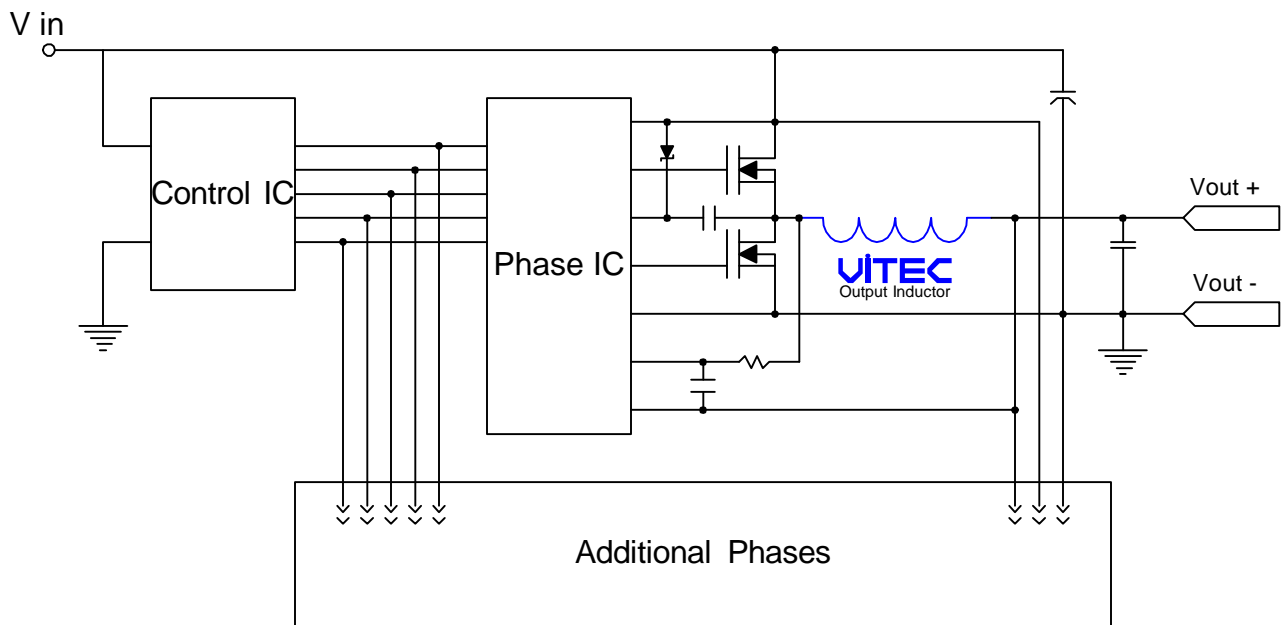 V in
Control IC
Phase IC
Vout +
ViTEC
Output Inductor
Vout -
Additional Phases